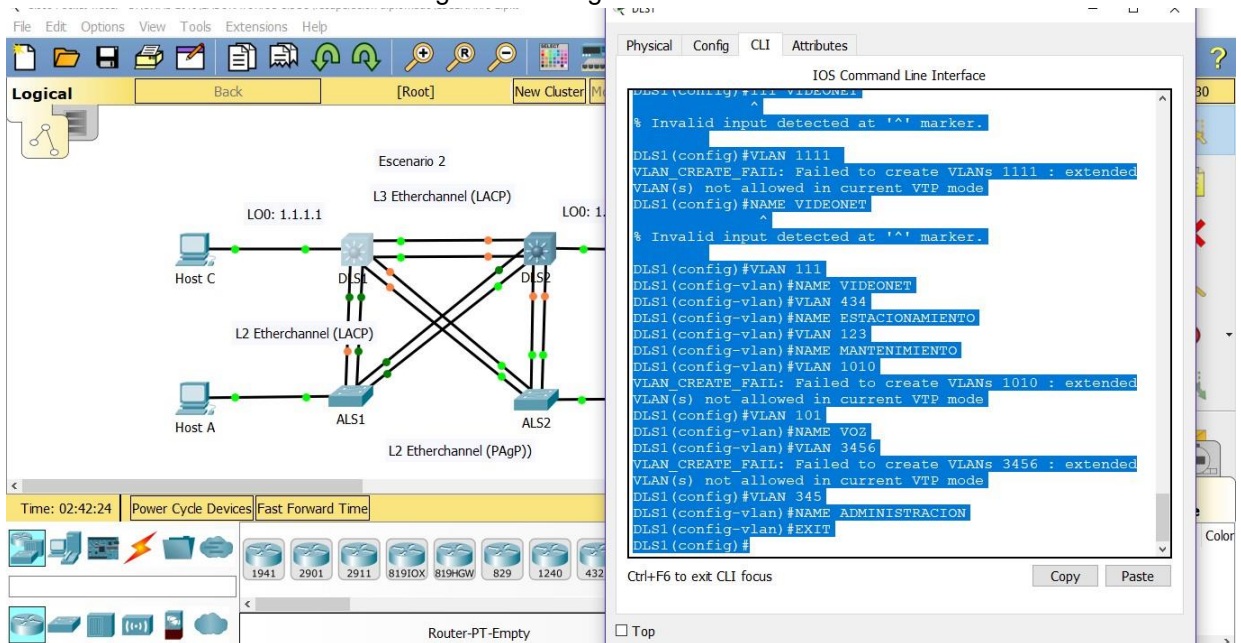 File Edit Options View Tools Extensions Help
Logical
Back
[Root]
New Cluster
30
Escenario 2
L3 Etherchannel (LACP)
LO0: 1.1.1.1
LO0: 1.
Host C
DLS1
DLS2
L2 Etherchannel (LACP)
Host A
ALS1
ALS2
L2 Etherchannel (PAgP))
Time: 02:42:24
Power Cycle Devices
Fast Forward Time
1941
2901
2911
819IOX
819HGW
829
1240
432
Router-PT-Empty
DLS1
Physical Config CLI Attributes
IOS Command Line Interface
DLS1(config)#111 VIDEONET
^
% Invalid input detected at '^' marker.
DLS1(config)#VLAN 1111
VLAN_CREATE_FAIL: Failed to create VLANs 1111 : extended
VLAN(s) not allowed in current VTP mode
DLS1(config)#NAME VIDEONET
^
% Invalid input detected at '^' marker.
DLS1(config)#VLAN 111
DLS1(config-vlan)#NAME VIDEONET
DLS1(config-vlan)#VLAN 434
DLS1(config-vlan)#NAME ESTACIONAMIENTO
DLS1(config-vlan)#VLAN 123
DLS1(config-vlan)#NAME MANTENIMIENTO
DLS1(config-vlan)#VLAN 1010
VLAN_CREATE_FAIL: Failed to create VLANs 1010 : extended
VLAN(s) not allowed in current VTP mode
DLS1(config)#VLAN 101
DLS1(config-vlan)#NAME VOZ
DLS1(config-vlan)#VLAN 3456
VLAN_CREATE_FAIL: Failed to create VLANs 3456 : extended
VLAN(s) not allowed in current VTP mode
DLS1(config)#VLAN 345
DLS1(config-vlan)#NAME ADMINISTRACION
DLS1(config-vlan)#EXIT
DLS1(config)#
Ctrl+F6 to exit CLI focus
Copy
Paste
Top
Color